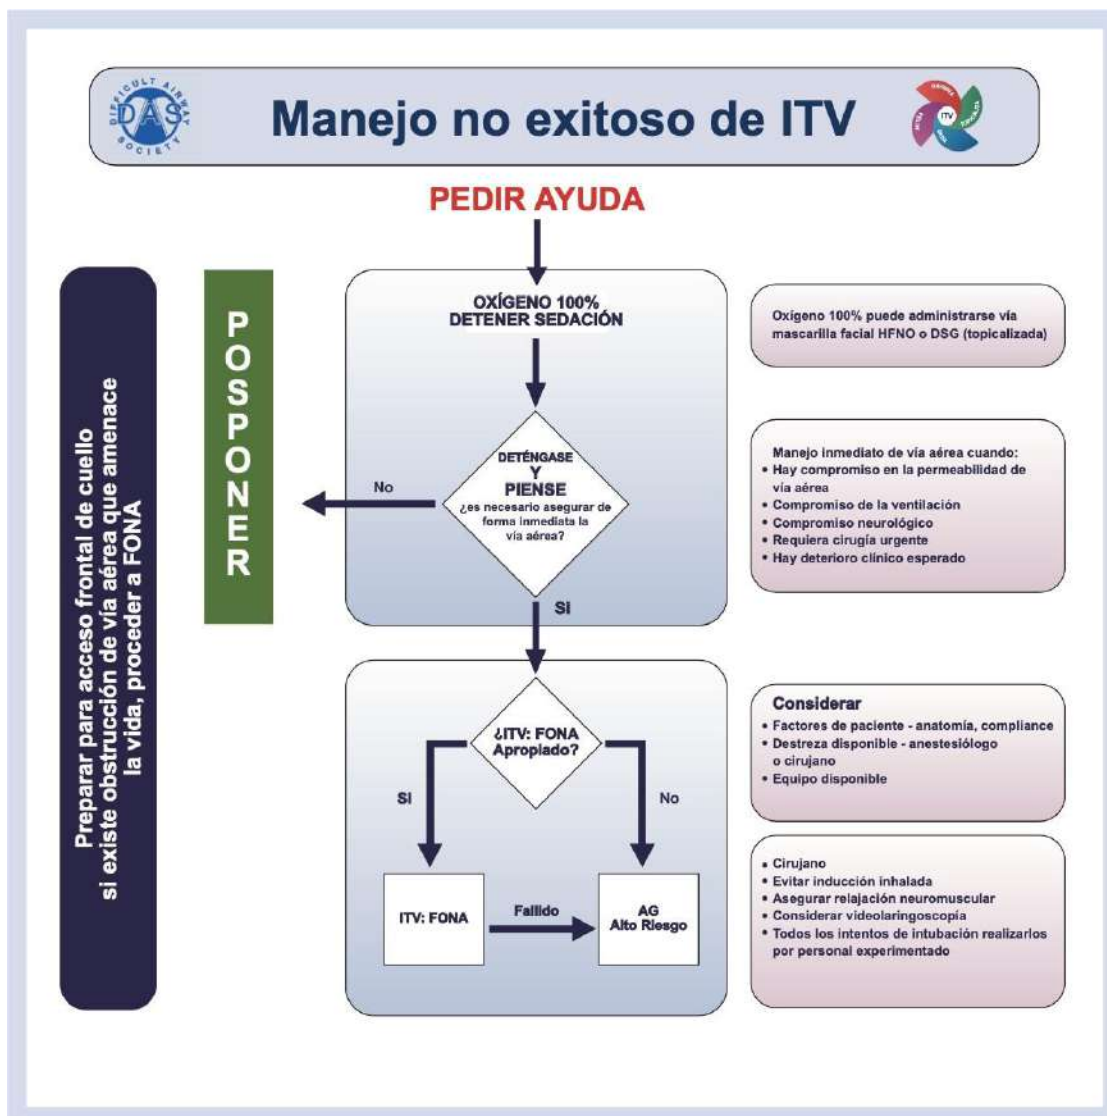 DIFFICULT AIRWAY
DAS
SOCIETY
Manejo no exitoso de ITV
ITV
PEDIR AYUDA
Preparar para acceso frontal de cuello
si existe obstrucción de vía aérea que amenace
la vida, proceder a FONA
POSPONER
OXÍGENO 100%
DETENER SEDACIÓN
Oxígeno 100% puede administrarse vía
mascarilla facial HFNO o DSG (topicalizada)
DETÉNGASE
Y
PIENSE
¿es necesario asegurar de
forma inmediata la
vía aérea?
No
Manejo inmediato de vía aérea cuando:
• Hay compromiso en la permeabilidad de
vía aérea
• Compromiso de la ventilación
• Compromiso neurológico
• Requiera cirugía urgente
• Hay deterioro clínico esperado
SI
¿ITV: FONA
Apropiado?
SI
No
Considerar
• Factores de paciente - anatomía, compliance
• Destreza disponible - anestesiólogo
o cirujano
• Equipo disponible
ITV: FONA
Fallido
AG
Alto Riesgo
• Cirujano
• Evitar inducción inhalada
• Asegurar relajación neuromuscular
• Considerar videolaringoscopía
• Todos los intentos de intubación realizarlos
por personal experimentado